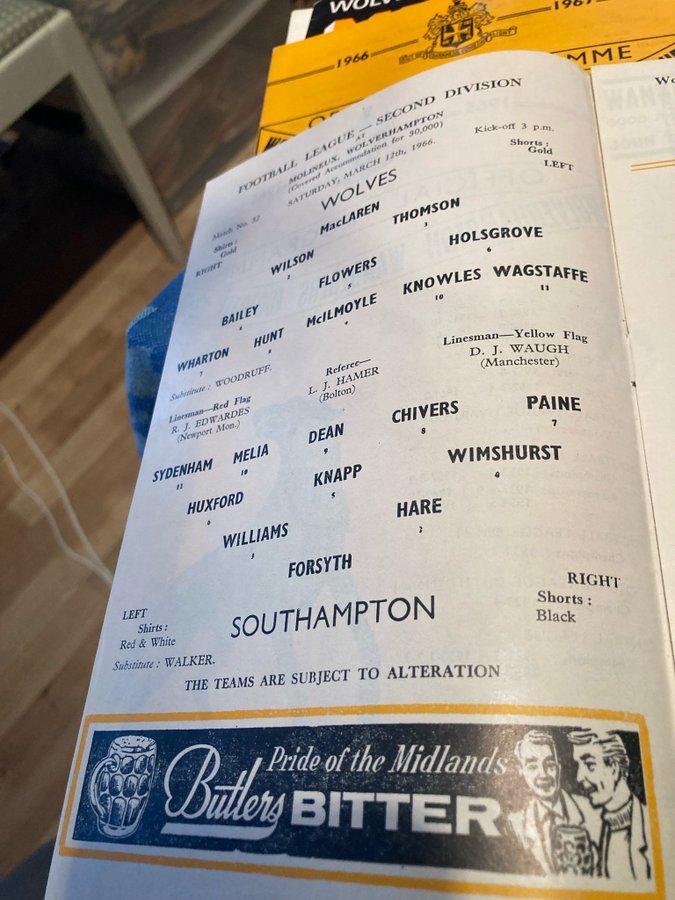 WOLV
1966
1967
MME
FOOTBALL LEAGUE — SECOND DIVISION
AT
MOLINEUX, WOLVERHAMPTON
(Covered Accommodation for 30,000)
SATURDAY, MARCH 12th, 1966.
Kick-off 3 p.m.
Match No. 32
Shirts :
Gold
RIGHT
WOLVES
Shorts :
Gold
LEFT
MacLAREN
WILSON
2
THOMSON
3
BAILEY
4
FLOWERS
5
HOLSGROVE
6
WHARTON
7
HUNT
8
McILMOYLE
9
KNOWLES
10
WAGSTAFFE
11
Substitute : WOODRUFF.
Linesman—Red Flag
R. J. EDWARDES
(Newport Mon.)
Referee—
L. J. HAMER
(Bolton)
Linesman—Yellow Flag
D. J. WAUGH
(Manchester)
SYDENHAM
11
MELIA
10
DEAN
9
CHIVERS
8
PAINE
7
HUXFORD
6
KNAPP
5
WIMSHURST
4
WILLIAMS
3
HARE
2
FORSYTH
LEFT
Shirts :
Red & White
SOUTHAMPTON
RIGHT
Shorts :
Black
Substitute : WALKER.
THE TEAMS ARE SUBJECT TO ALTERATION
Pride of the Midlands
Butlers BITTER